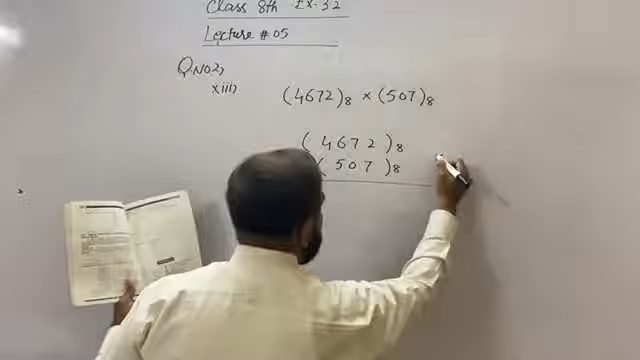 Class 8th Ex-3.2
Lecture # 05
Q.No2,
xiii)
(4672)₈ × (507)₈
( 4672 )₈
( 507 )₈